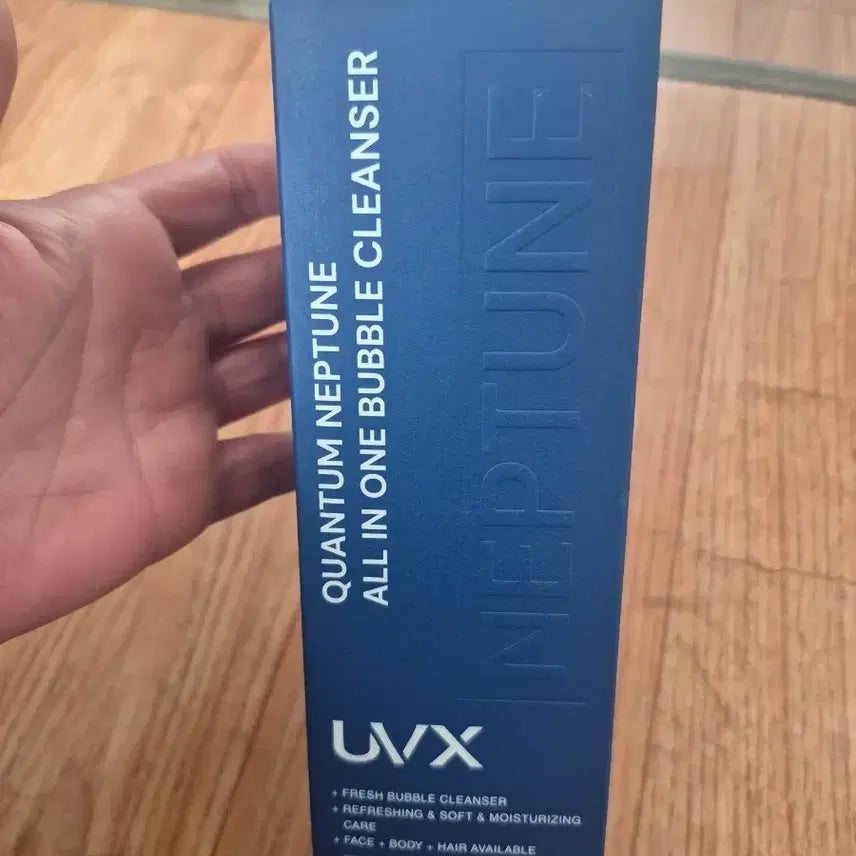 QUANTUM NEPTUNE
ALL IN ONE BUBBLE CLEANSER
NEPTUNE
UVX
+ FRESH BUBBLE CLEANSER
+ REFRESHING & SOFT & MOISTURIZING
CARE
+ FACE + BODY + HAIR AVAILABLE